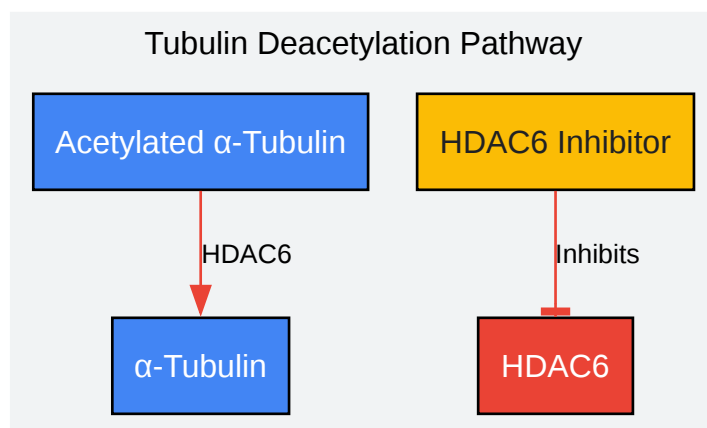 Tubulin Deacetylation Pathway
Acetylated α-Tubulin
HDAC6 Inhibitor
HDAC6
Inhibits
α-Tubulin
HDAC6